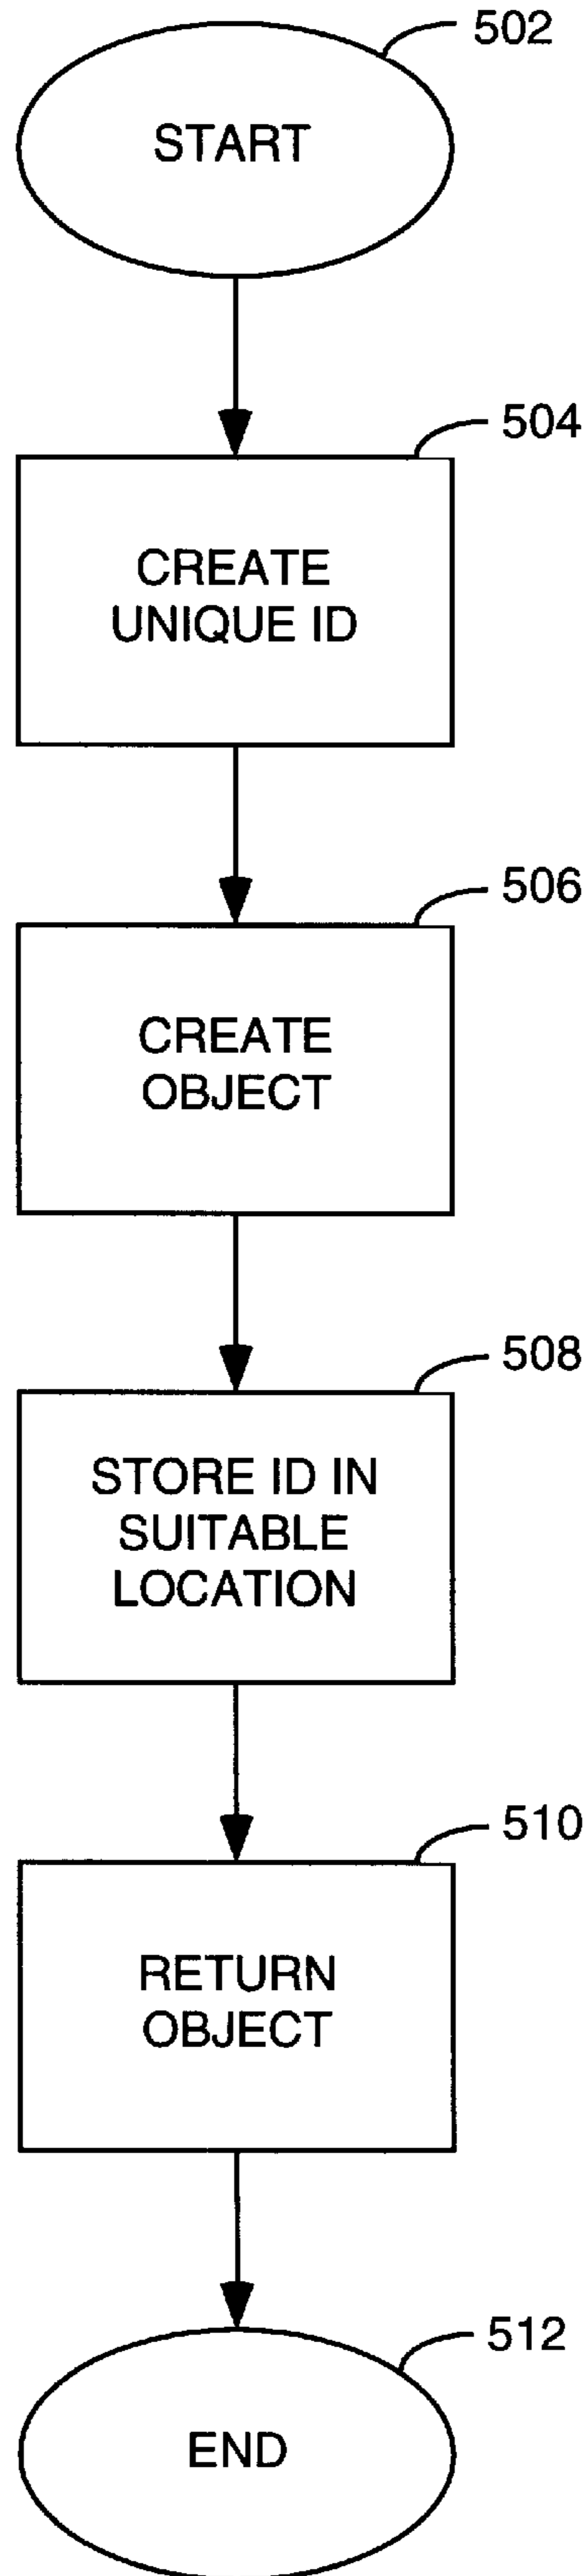 502
START
504
CREATE
UNIQUE ID
506
CREATE
OBJECT
508
STORE ID IN
SUITABLE
LOCATION
510
RETURN
OBJECT
512
END